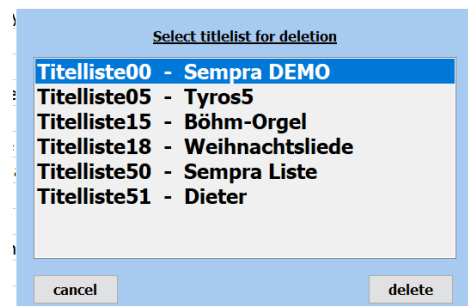 Select titlelist for deletion
Titelliste00 - Sempra DEMO
Titelliste05 - Tyros5
Titelliste15 - Böhm-Orgel
Titelliste18 - Weihnachtsliede
Titelliste50 - Sempra Liste
Titelliste51 - Dieter
cancel delete